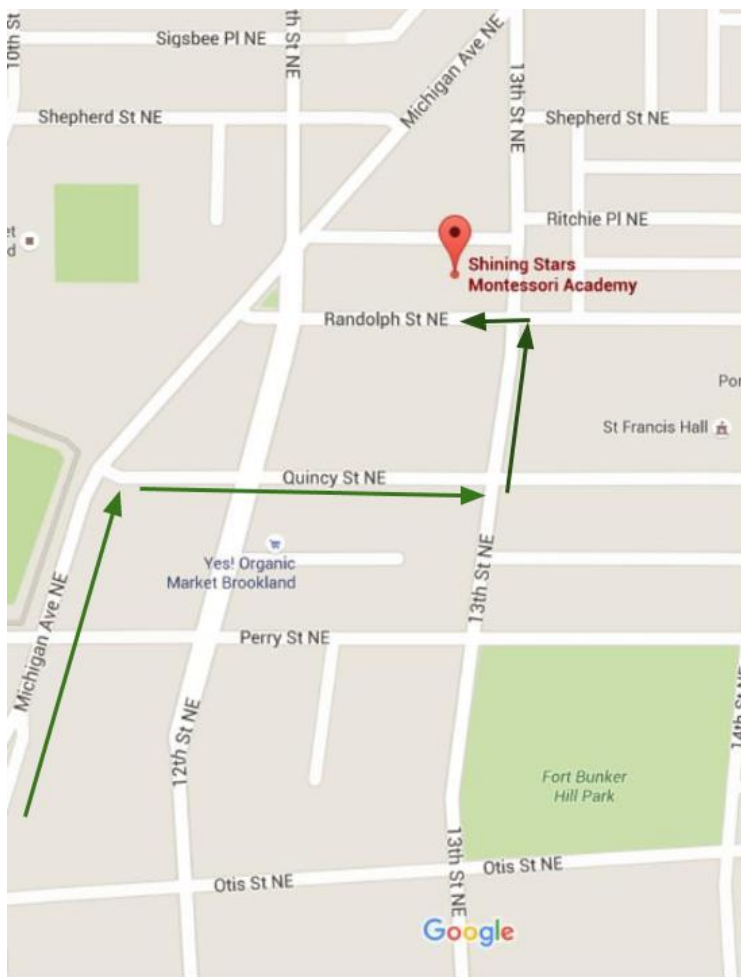 10th St
Sigsbee Pl NE
12th St NE
Michigan Ave NE
13th St NE
Shepherd St NE
Shepherd St NE
Ritchie Pl NE
Shining Stars
Montessori Academy
Randolph St NE
St Francis Hall
Quincy St NE
Yes! Organic
Market Brookland
13th St NE
Michigan Ave NE
Perry St NE
12th St NE
14th St NE
Fort Bunker
Hill Park
13th St NE
Otis St NE
Otis St NE
Google